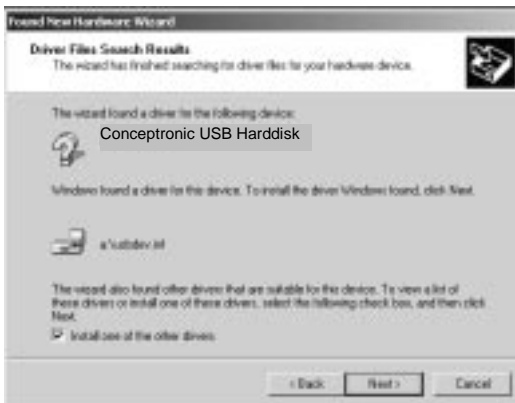 Found New Hardware Wizard
Driver Files Search Results
The wizard has finished searching for driver files for your hardware device.
The wizard found a driver for the following device:
Conceptronic USB Harddisk
Windows found a driver for this device. To install the driver Windows found, click Next.
a:\usbdev.inf
The wizard also found other drivers that are suitable for this device. To view a list of
these drivers or install one of these drivers, select the following check box, and then click
Next.
Install one of the other drivers
< Back
Next >
Cancel